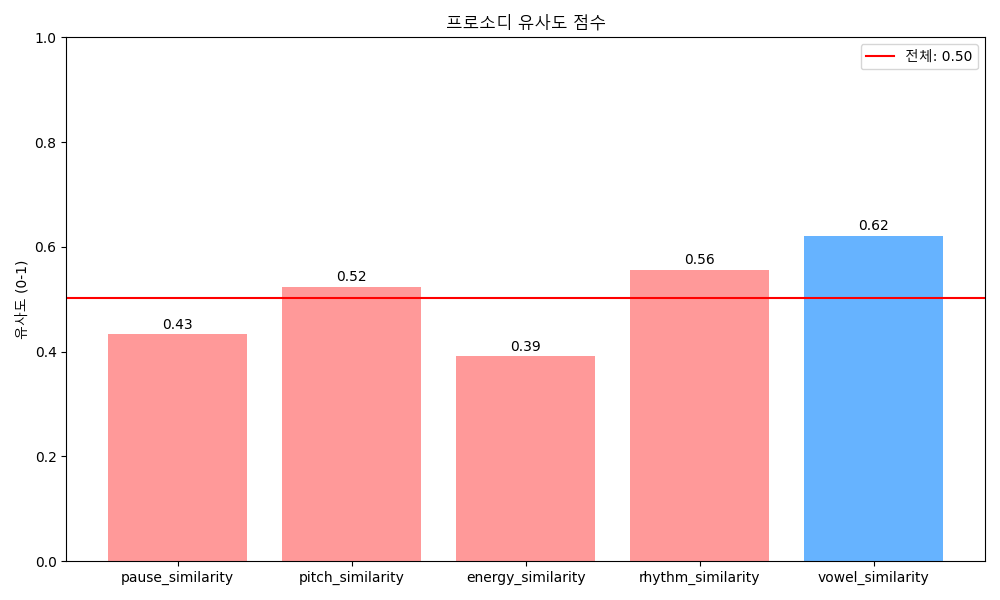 프로소디 유사도 점수
전체: 0.50
유사도 (0-1)
1.0
0.8
0.6
0.4
0.2
0.0
0.43
0.52
0.39
0.56
0.62
pause_similarity
pitch_similarity
energy_similarity
rhythm_similarity
vowel_similarity